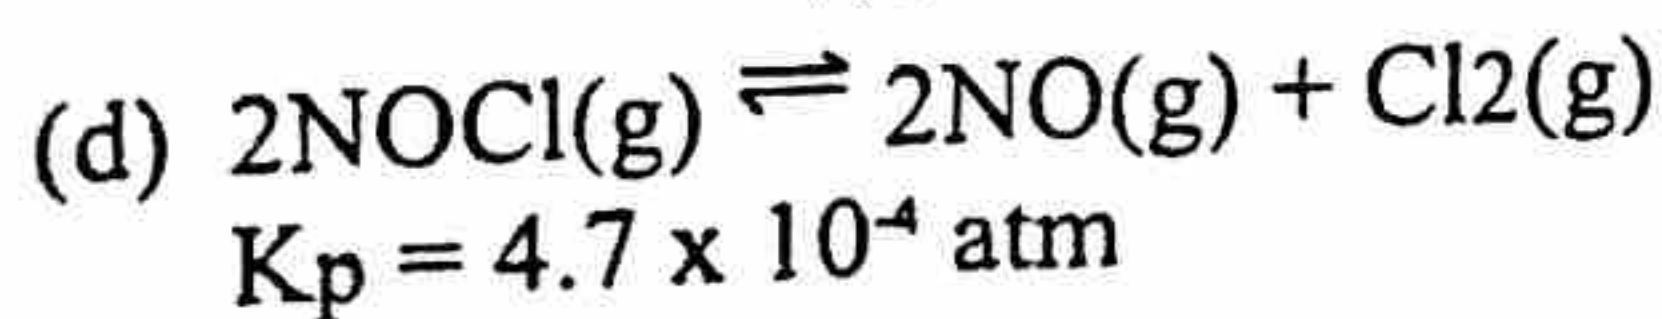 (d) 2NOCl(g) ⇌ 2NO(g) + Cl2(g)
Kp = 4.7 x 10⁻⁴ atm